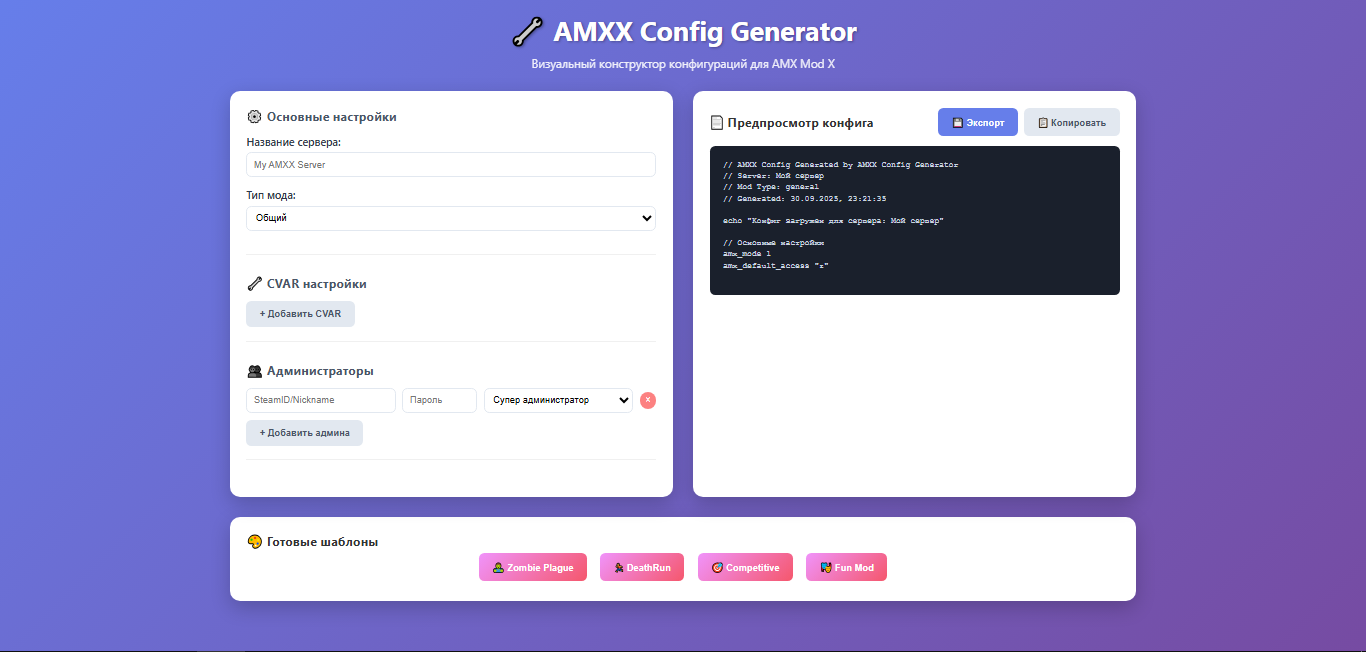 AMXX Config Generator
Визуальный конструктор конфигураций для AMX Mod X
Основные настройки
Название сервера:
My AMXX Server
Тип мода:
Общий
CVAR настройки
+ Добавить CVAR
Администраторы
SteamID/Nickname
Пароль
Супер администратор
×
+ Добавить админа
Предпросмотр конфига
Экспорт
Копировать
// AMXX Config Generated by AMXX Config Generator
// Server: Мой сервер
// Mod Type: general
// Generated: 30.09.2025, 23:21:35
echo "Конфиг загружен для сервера: Мой сервер"
// Основные настройки
amx_mode 1
amx_default_access "z"
Готовые шаблоны
Zombie Plague
DeathRun
Competitive
Fun Mod